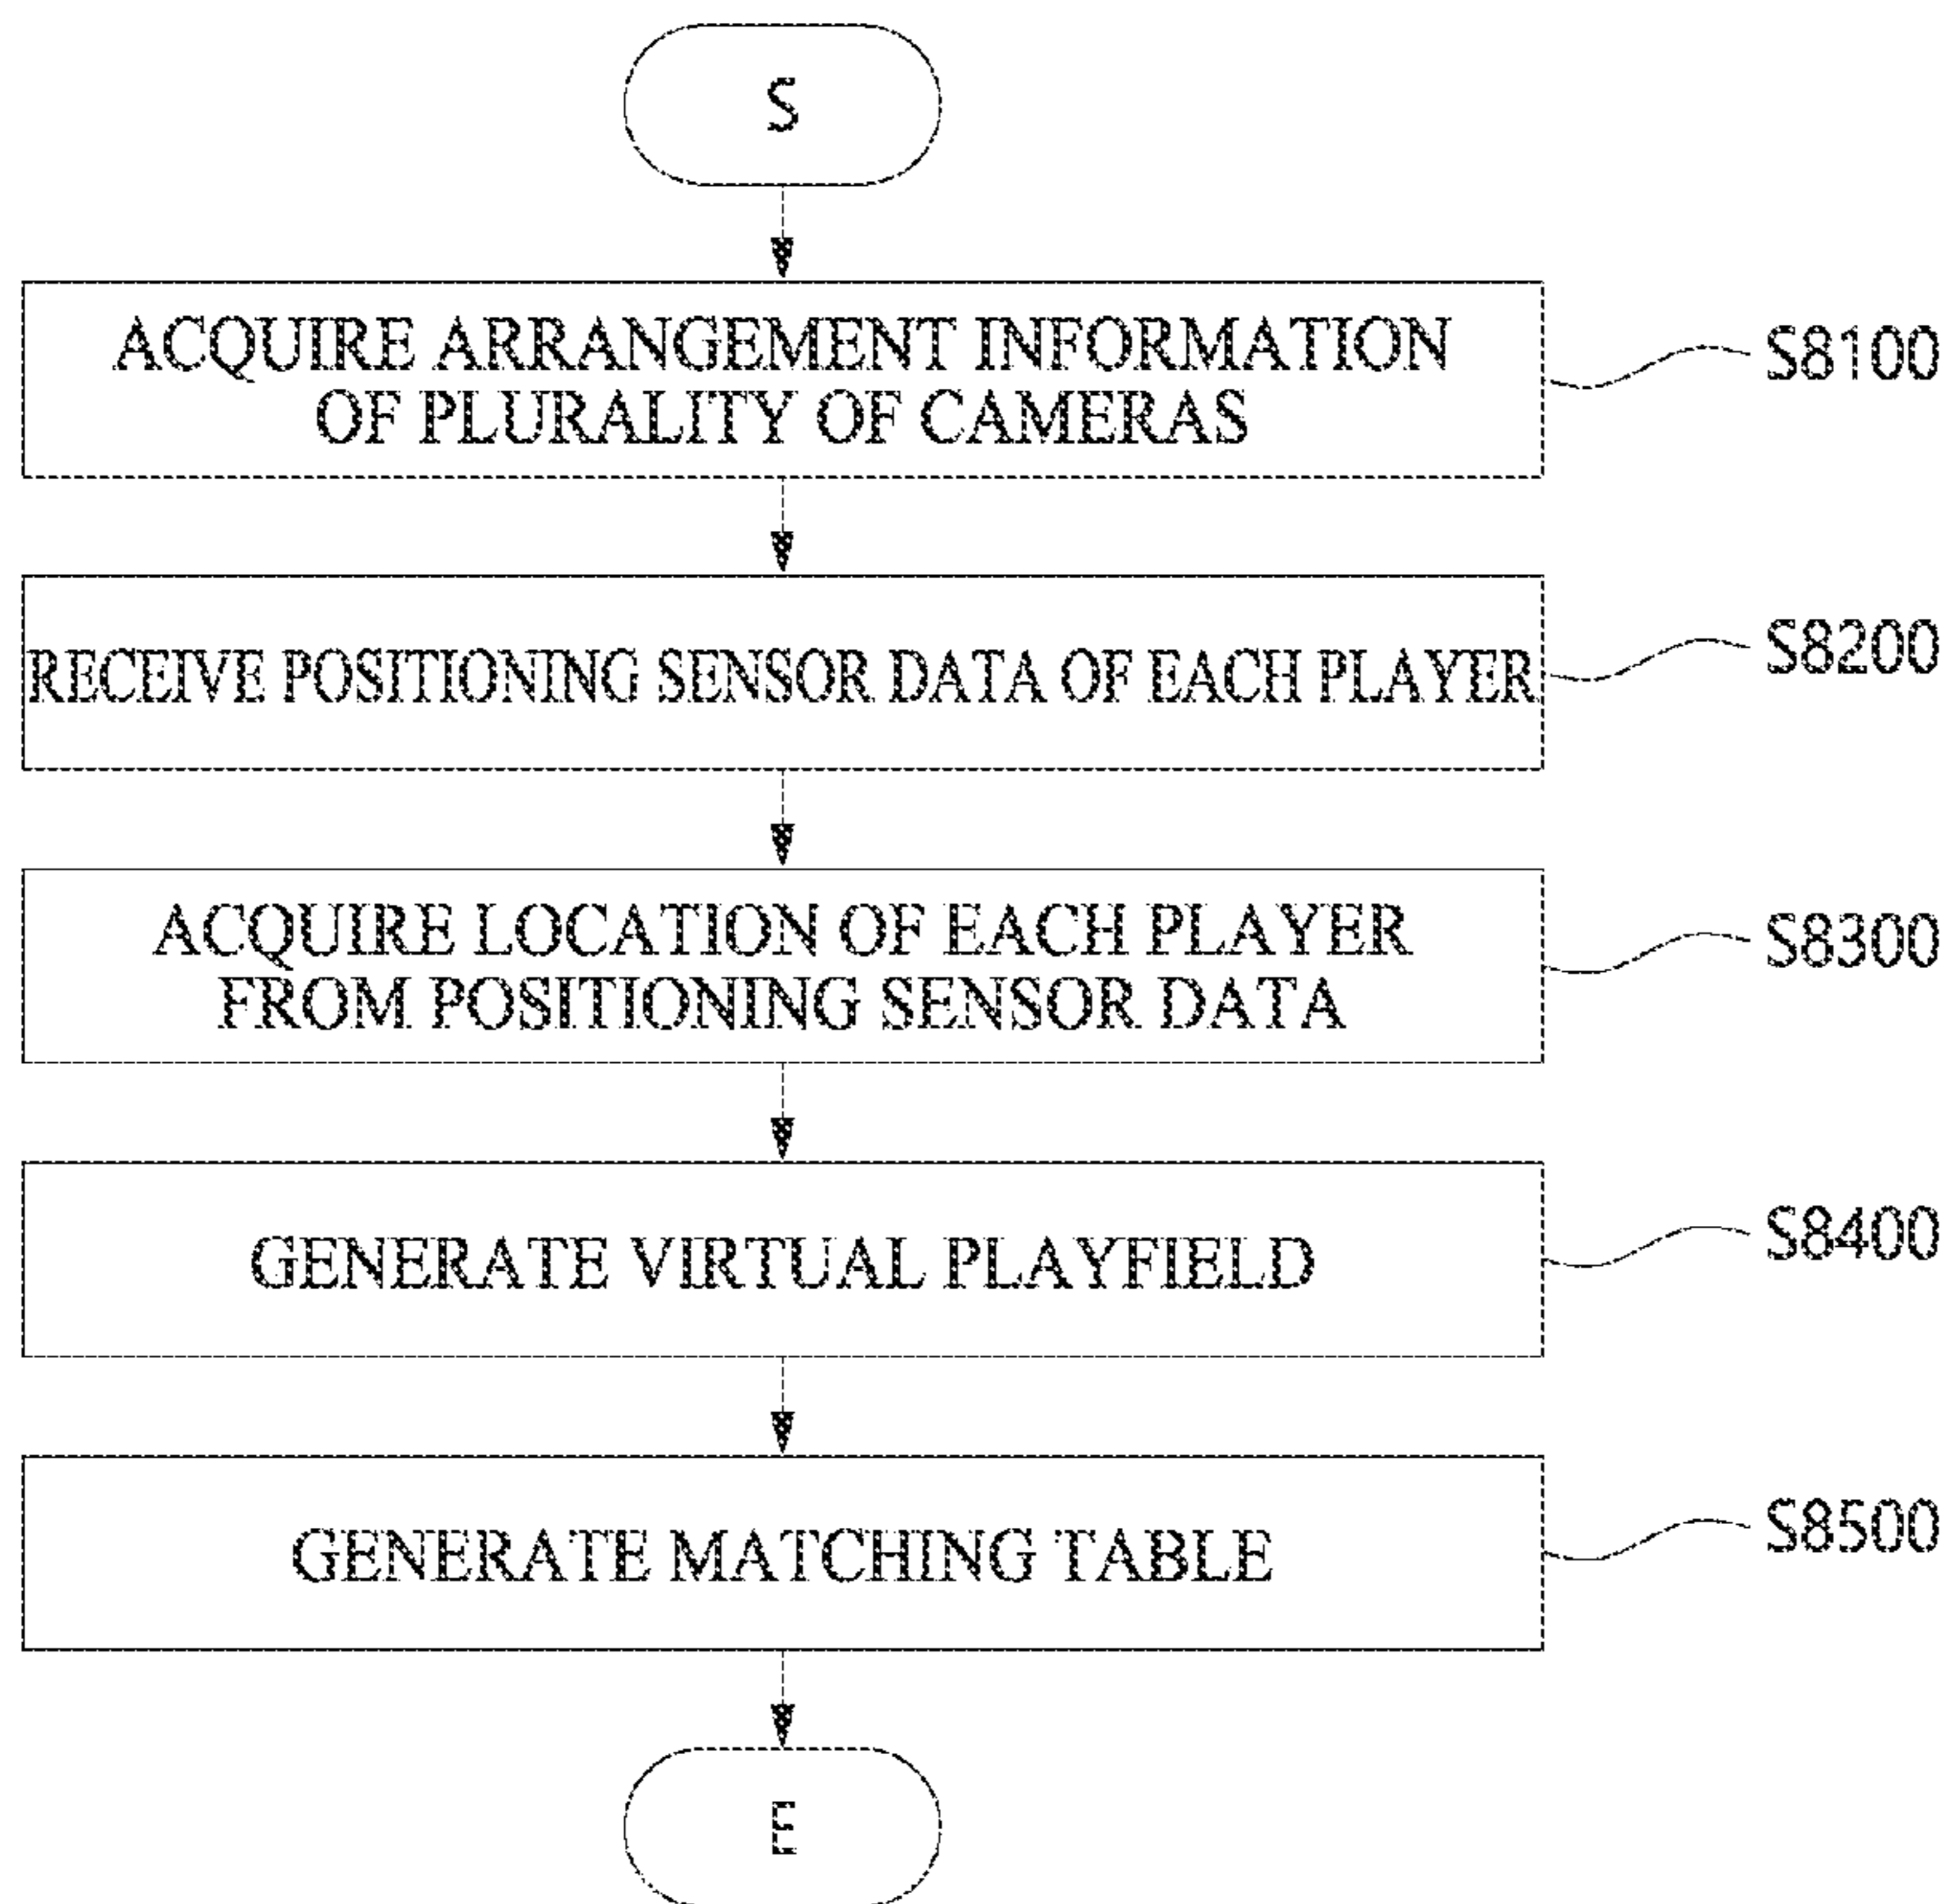 S
ACQUIRE ARRANGEMENT INFORMATION
OF PLURALITY OF CAMERAS
S8100
RECEIVE POSITIONING SENSOR DATA OF EACH PLAYER
S8200
ACQUIRE LOCATION OF EACH PLAYER
FROM POSITIONING SENSOR DATA
S8300
GENERATE VIRTUAL PLAYFIELD
S8400
GENERATE MATCHING TABLE
S8500
E